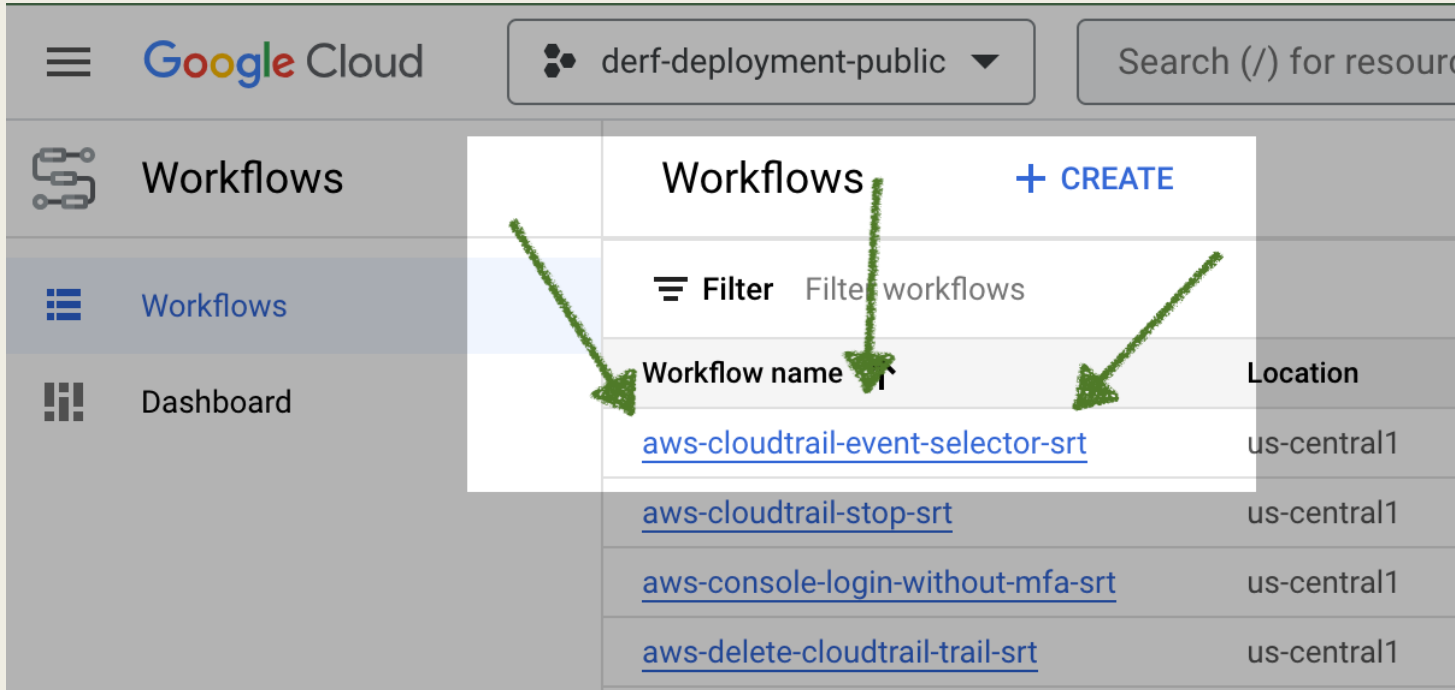 Google Cloud
derf-deployment-public
Search (/) for resourc
Workflows
Workflows
Dashboard
Workflows
+ CREATE
Filter Filter workflows
Workflow name Location
aws-cloudtrail-event-selector-srt us-central1
aws-cloudtrail-stop-srt us-central1
aws-console-login-without-mfa-srt us-central1
aws-delete-cloudtrail-trail-srt us-central1